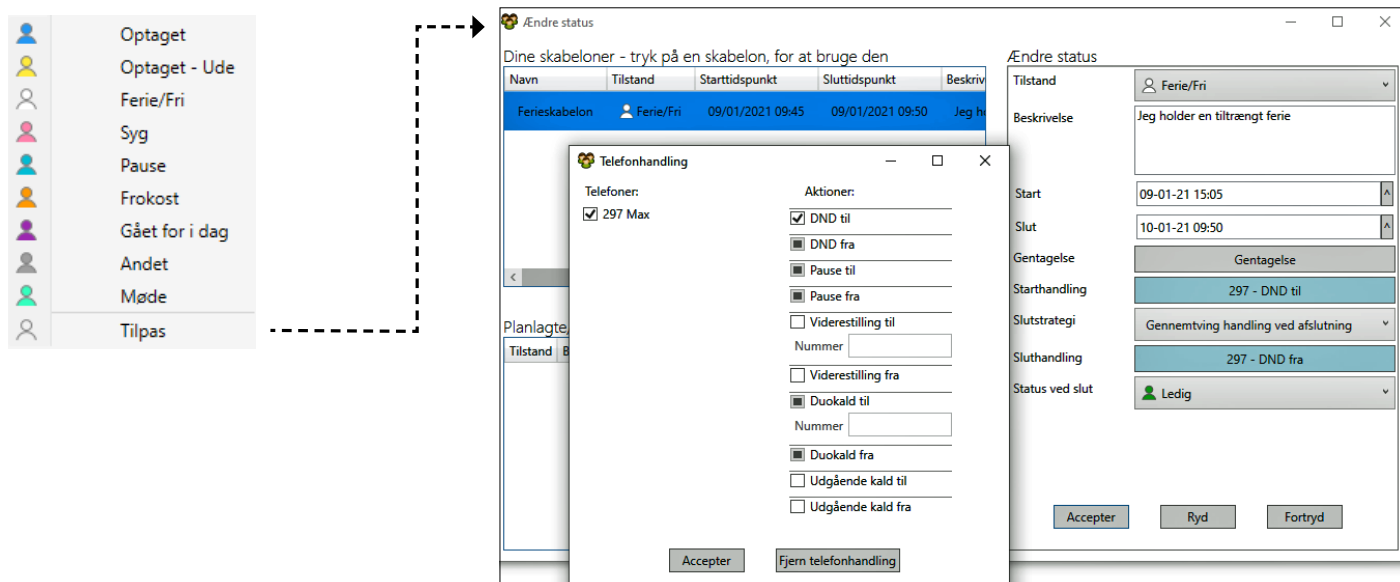 Optaget
Optaget - Ude
Ferie/Fri
Syg
Pause
Frokost
Gået for i dag
Andet
Møde
Tilpas
Ændre status
Dine skabeloner - tryk på en skabelon, for at bruge den
Navn Tilstand Starttidspunkt Sluttidspunkt Beskriv
Ferieskabelon Ferie/Fri 09/01/2021 09:45 09/01/2021 09:50 Jeg h
Planlagte,
Tilstand B
Telefonhandling
Telefoner:
297 Max
Aktioner:
DND til
DND fra
Pause til
Pause fra
Viderestilling til
Nummer
Viderestilling fra
Duokald til
Nummer
Duokald fra
Udgående kald til
Udgående kald fra
Accepter Fjern telefonhandling
Ændre status
Tilstand Ferie/Fri
Beskrivelse Jeg holder en tiltrængt ferie
Start 09-01-21 15:05
Slut 10-01-21 09:50
Gentagelse Gentagelse
Starthandling 297 - DND til
Slutstrategi Gennemtving handling ved afslutning
Sluthandling 297 - DND fra
Status ved slut Ledig
Accepter Ryd Fortryd